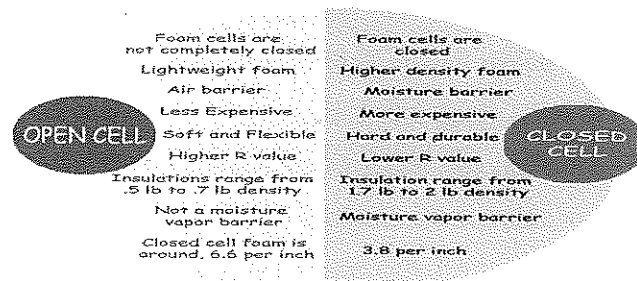 OPEN CELL
Foam cells are
not completely closed
Lightweight foam
Air barrier
Less Expensive
Soft and Flexible
Higher R value
Insulations range from
.5 lb to .7 lb density
Not a moisture
vapor barrier
Closed cell foam is
around, 6.6 per inch
Foam cells are
closed
Higher density foam
Moisture barrier
More expensive
Hard and durable
Lower R value
Insulation range from
1.7 lb to 2 lb density
Moisture vapor barrier
3.8 per inch
CLOSED
CELL